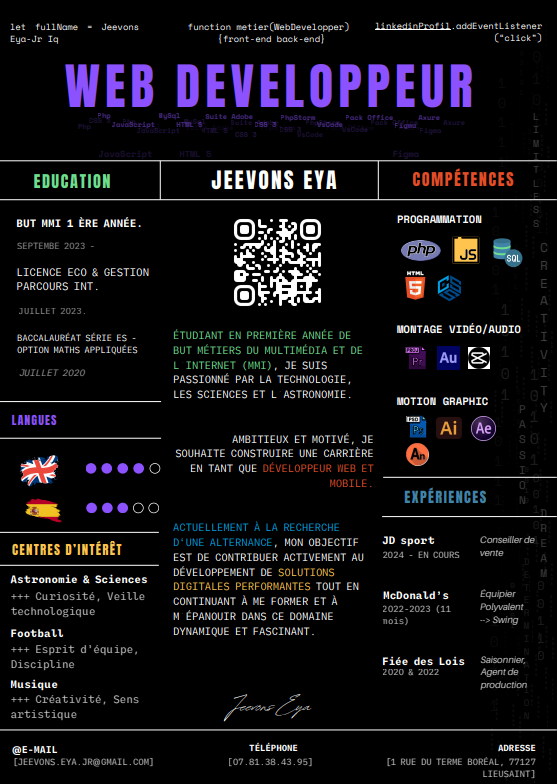 let fullName = Jeevons
Eya-Jr Iq
function metier(WebDevelopper)
{front-end back-end}
linkedinProfil.addEventListener
("click")
WEB DEVELOPPEUR
Php
BySql
Suite Adobe
PhpStorm
Pack Office
Axure
JavaScript
HTML 5
CSS 3
VsCode
Figma
JavaScript
HTML 5
Figma
EDUCATION
JEEVONS EYA
COMPÉTENCES
BUT MMI 1 ÈRE ANNÉE.
SEPTEMBRE 2023 -
LICENCE ECO & GESTION
PARCOURS INT.
JUILLET 2023.
BACCALAURÉAT SÉRIE ES -
OPTION MATHS APPLIQUÉES
JUILLET 2020
LANGUES
CENTRES D'INTÉRÊT
Astronomie & Sciences
+++ Curiosité, Veille
technologique
Football
+++ Esprit d'équipe,
Discipline
Musique
+++ Créativité, Sens
artistique
ÉTUDIANT EN PREMIÈRE ANNÉE DE
BUT MÉTIERS DU MULTIMÉDIA ET DE
L INTERNET (MMI), JE SUIS
PASSIONNÉ PAR LA TECHNOLOGIE,
LES SCIENCES ET L ASTRONOMIE.
AMBITIEUX ET MOTIVÉ, JE
SOUHAITE CONSTRUIRE UNE CARRIÈRE
EN TANT QUE DÉVELOPPEUR WEB ET
MOBILE.
ACTUELLEMENT À LA RECHERCHE
D'UNE ALTERNANCE, MON OBJECTIF
EST DE CONTRIBUER ACTIVEMENT AU
DÉVELOPPEMENT DE SOLUTIONS
DIGITALES PERFORMANTES TOUT EN
CONTINUANT À ME FORMER ET À
M ÉPANOUIR DANS CE DOMAINE
DYNAMIQUE ET FASCINANT.
Jeevons Eya
PROGRAMMATION
php
JS
SQL
HTML
5
MONTAGE VIDÉO/AUDIO
Pr
Au
MOTION GRAPHIC
PSD
Ps
Ai
Ae
An
EXPÉRIENCES
JD sport
2024 - EN COURS
Conseiller de
vente
McDonald's
2022-2023 (11
mois)
Équipier
Polyvalent
--> Swing
Fiée des Lois
2020 & 2022
Saisonnier,
Agent de
production
LIMITLESS
CREATIVITY
PASSION
DREAM
@E-MAIL
[JEEVONS.EYA.JR@GMAIL.COM]
TÉLÉPHONE
[07.81.38.43.95]
ADRESSE
[1 RUE DU TERME BORÉAL, 77127
LIEUSAINT]